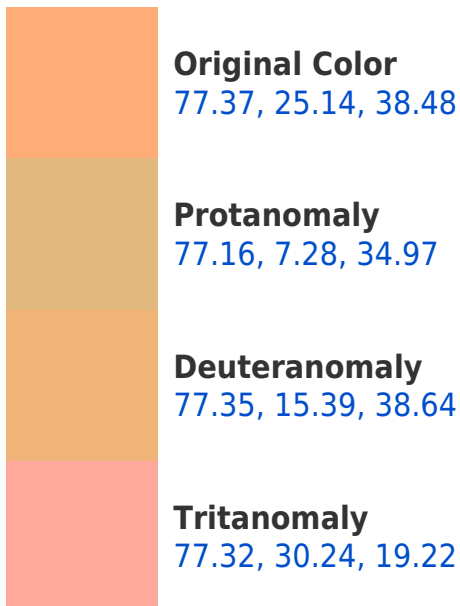 Original Color
77.37, 25.14, 38.48
Protanomaly
77.16, 7.28, 34.97
Deuteranomaly
77.35, 15.39, 38.64
Tritanomaly
77.32, 30.24, 19.22